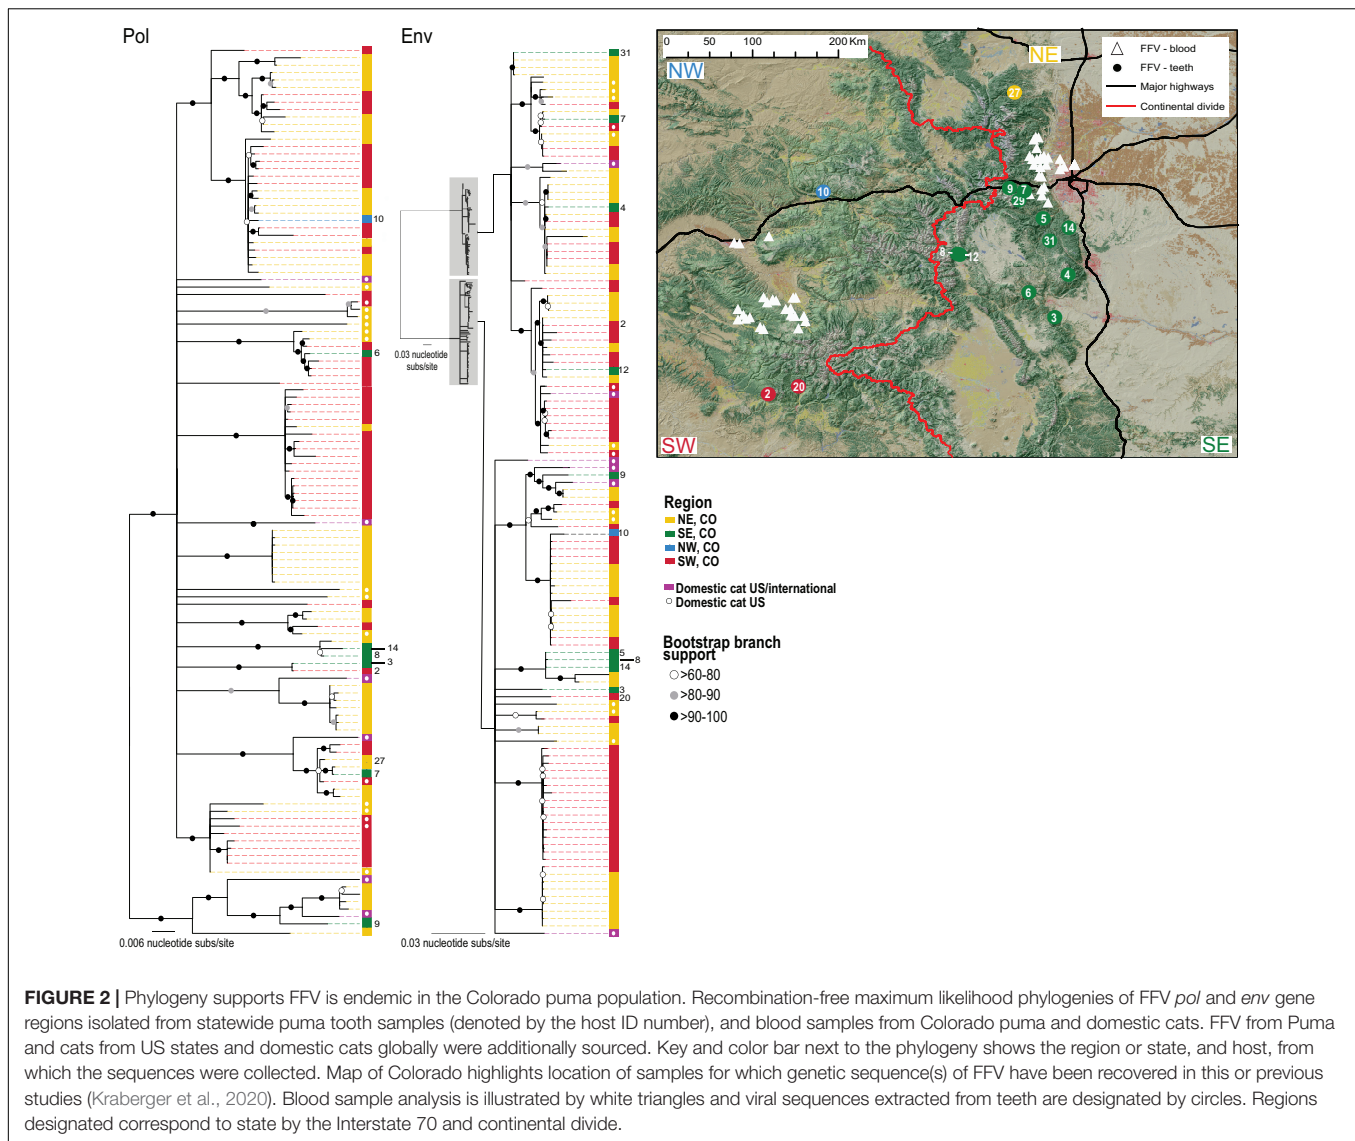 Pol
Env
10
6
14
8
3
2
27
7
9
0.006 nucleotide subs/site
31
7
4
2
12
9
10
5
8
14
3
20
0.03 nucleotide
subs/site
0.03 nucleotide subs/site
0 50 100 200 Km
NW
NE
SW
SE
27
10
9 7
29
5
14
31
8 12
4
6
3
2
20
FFV - blood
FFV - teeth
Major highways
Continental divide
Region
NE, CO
SE, CO
NW, CO
SW, CO
Domestic cat US/international
Domestic cat US
Bootstrap branch
support
>60-80
>80-90
>90-100
FIGURE 2 | Phylogeny supports FFV is endemic in the Colorado puma population. Recombination-free maximum likelihood phylogenies of FFV pol and env gene
regions isolated from statewide puma tooth samples (denoted by the host ID number), and blood samples from Colorado puma and domestic cats. FFV from Puma
and cats from US states and domestic cats globally were additionally sourced. Key and color bar next to the phylogeny shows the region or state, and host, from
which the sequences were collected. Map of Colorado highlights location of samples for which genetic sequence(s) of FFV have been recovered in this or previous
studies (Kraberger et al., 2020). Blood sample analysis is illustrated by white triangles and viral sequences extracted from teeth are designated by circles. Regions
designated correspond to state by the Interstate 70 and continental divide.